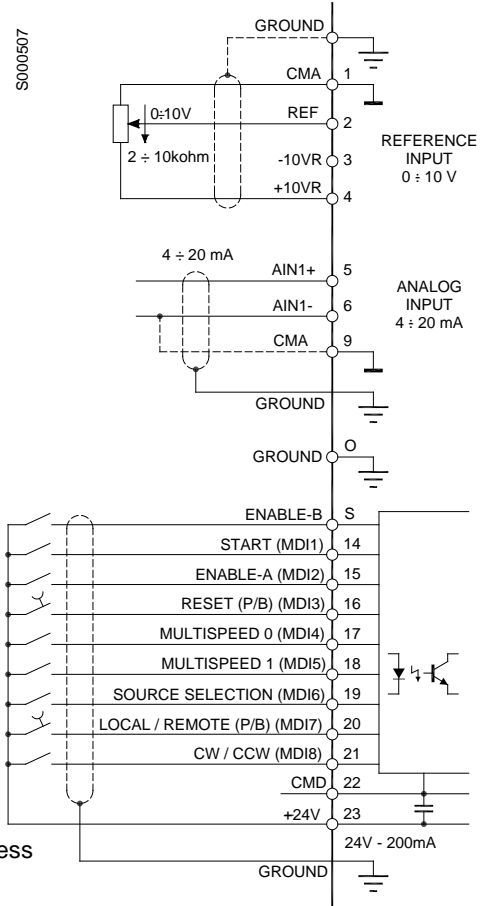 S000507
GROUND
CMA 1
0÷10V
REF 2
2 ÷ 10kohm
-10VR 3
+10VR 4
REFERENCE
INPUT
0 ÷ 10 V
4 ÷ 20 mA
AIN1+ 5
AIN1- 6
CMA 9
ANALOG
INPUT
4 ÷ 20 mA
GROUND
GROUND O
ENABLE-B S
START (MDI1) 14
ENABLE-A (MDI2) 15
RESET (P/B) (MDI3) 16
MULTISPEED 0 (MDI4) 17
MULTISPEED 1 (MDI5) 18
SOURCE SELECTION (MDI6) 19
LOCAL / REMOTE (P/B) (MDI7) 20
CW / CCW (MDI8) 21
CMD 22
+24V 23
24V - 200mA
ess
GROUND